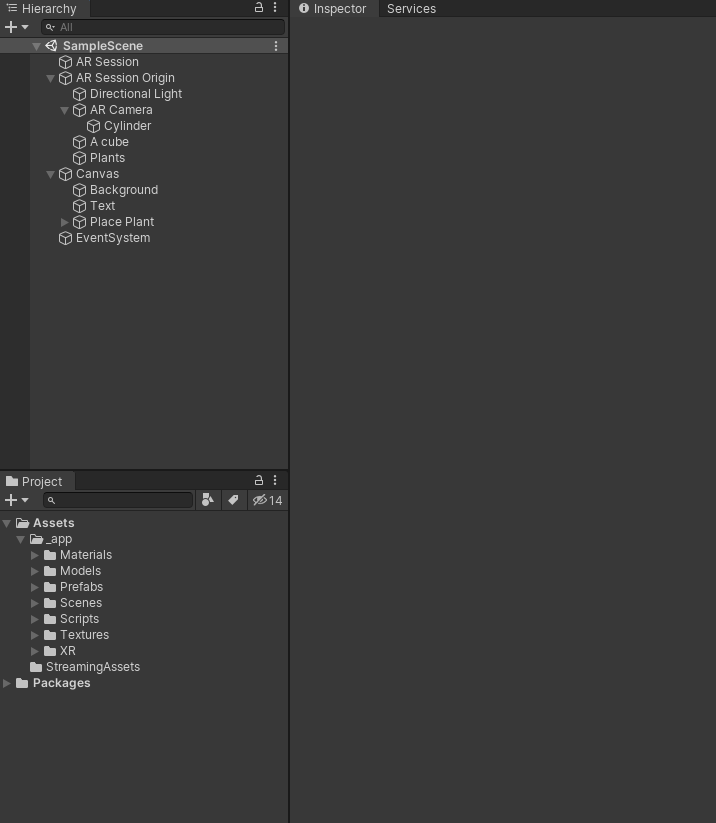 Hierarchy
All
SampleScene
AR Session
AR Session Origin
Directional Light
AR Camera
Cylinder
A cube
Plants
Canvas
Background
Text
Place Plant
EventSystem
Project
14
Assets
_app
Materials
Models
Prefabs
Scenes
Scripts
Textures
XR
StreamingAssets
Packages
Inspector
Services